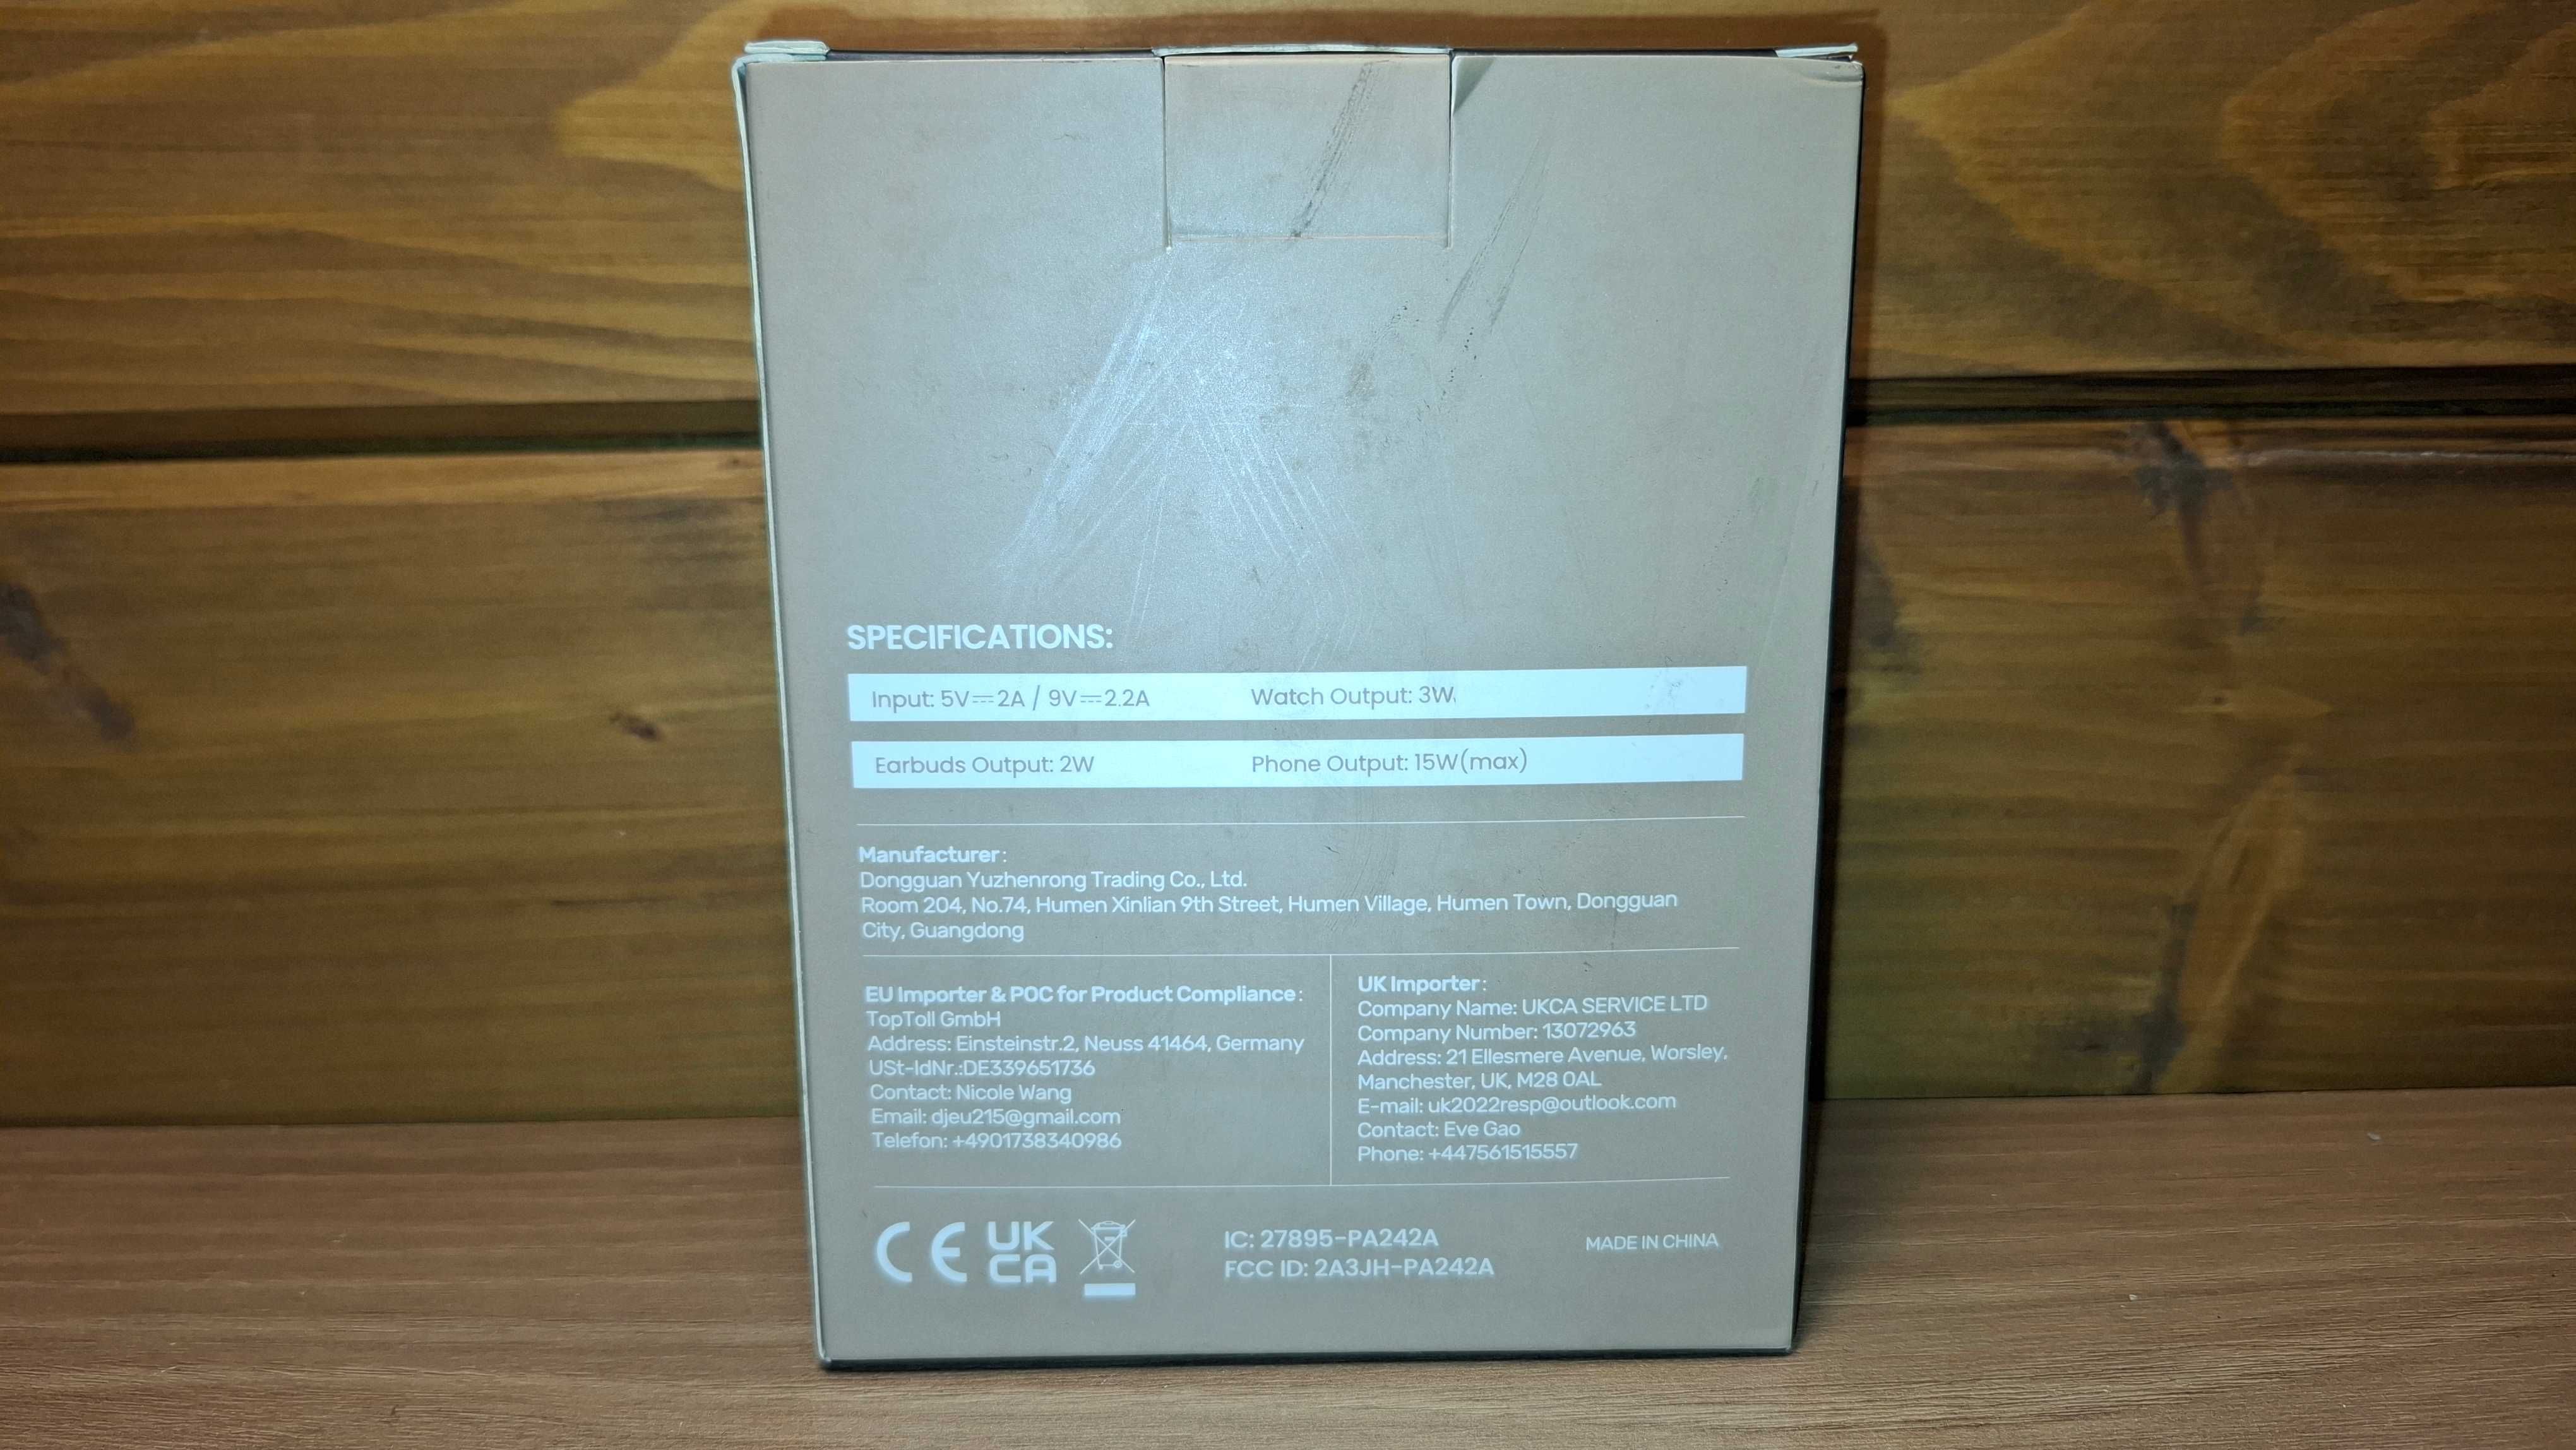 SPECIFICATIONS:
Input: 5V⎓2A / 9V⎓2.2A Watch Output: 3W
Earbuds Output: 2W Phone Output: 15W(max)
Manufacturer:
Dongguan Yuzhenrong Trading Co., Ltd.
Room 204, No.74, Humen Xinlian 9th Street, Humen Village, Humen Town, Dongguan
City, Guangdong
EU Importer & POC for Product Compliance:
TopToll GmbH
Address: Einsteinstr.2, Neuss 41464, Germany
USt-IdNr.:DE339651736
Contact: Nicole Wang
Email: djeu215@gmail.com
Telefon: +4901738340986
UK Importer:
Company Name: UKCA SERVICE LTD
Company Number: 13072963
Address: 21 Ellesmere Avenue, Worsley,
Manchester, UK, M28 0AL
E-mail: uk2022resp@outlook.com
Contact: Eve Gao
Phone: +447561515557
CE UK
CA
IC: 27895-PA242A
FCC ID: 2A3JH-PA242A
MADE IN CHINA